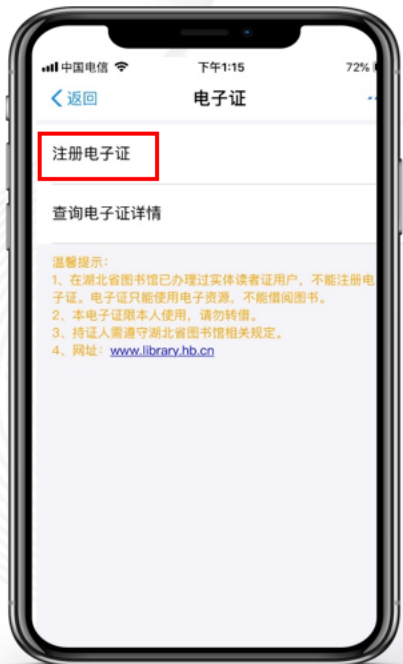 中国电信 下午1:15 72%
返回 电子证
注册电子证
查询电子证详情
温馨提示：
1、在湖北省图书馆已办理过实体读者证用户，不能注册电
子证。电子证只能使用电子资源，不能借阅图书。
2、本电子证限本人使用，请勿转借。
3、持证人需遵守湖北省图书馆相关规定。
4、网址：www.library.hb.cn